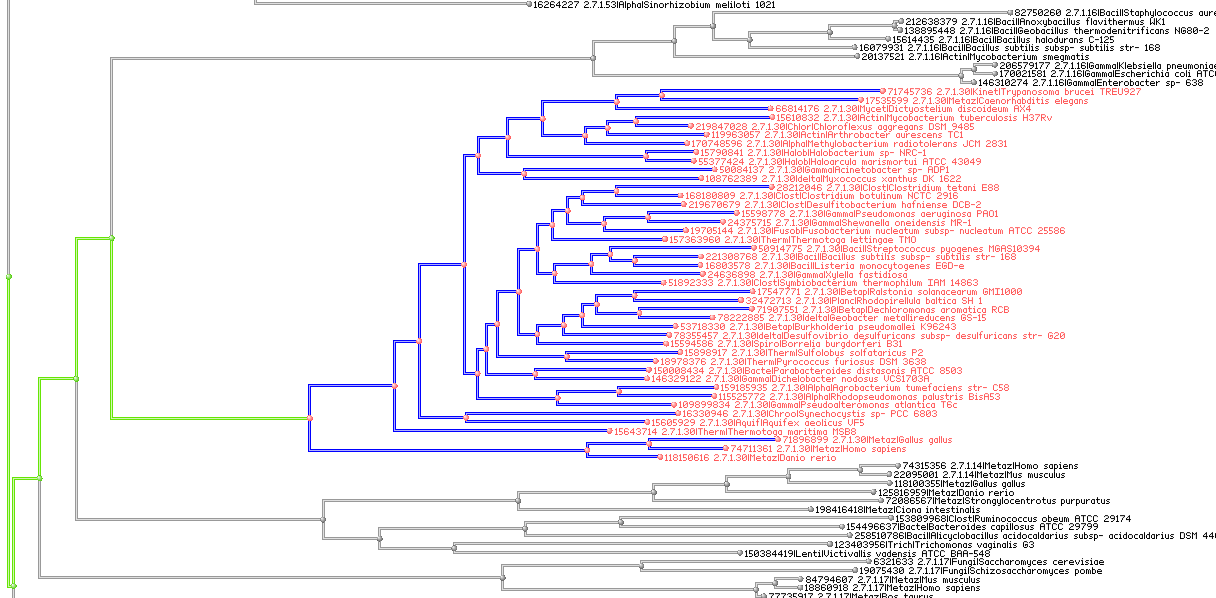 16264227 2.7.1.53|Alpha|Sinorhizobium meliloti 1021
82750260 2.7.1.16|Bacil|Staphylococcus aure
212638379 2.7.1.16|Bacil|Anoxybacillus flavithermus WK1
138895448 2.7.1.16|Bacil|Geobacillus thermodenitrificans NG80-2
15614435 2.7.1.16|Bacil|Bacillus halodurans C-125
16079931 2.7.1.16|Bacil|Bacillus subtilis subsp- subtilis str- 168
20137521 2.7.1.16|Actin|Mycobacterium smegmatis
206579177 2.7.1.16|Gamma|Klebsiella pneumoniae
170021581 2.7.1.16|Gamma|Escherichia coli ATCC
146310274 2.7.1.16|Gamma|Enterobacter sp- 638
71745736 2.7.1.30|Kinet|Trypanosoma brucei TREU927
17535599 2.7.1.30|Metaz|Caenorhabditis elegans
66814176 2.7.1.30|Mycet|Dictyostelium discoideum AX4
15610832 2.7.1.30|Actin|Mycobacterium tuberculosis H37Rv
219847028 2.7.1.30|Chlor|Chloroflexus aggregans DSM 9485
119963057 2.7.1.30|Actin|Arthrobacter aurescens TC1
170748596 2.7.1.30|Alpha|Methylobacterium radiotolerans JCM 2831
15790841 2.7.1.30|Halob|Halobacterium sp- NRC-1
55377424 2.7.1.30|Halob|Haloarcula marismortui ATCC 43049
50084137 2.7.1.30|Gamma|Acinetobacter sp- ADP1
108762389 2.7.1.30|delta|Myxococcus xanthus DK 1622
28212046 2.7.1.30|Clost|Clostridium tetani E88
168180809 2.7.1.30|Clost|Clostridium botulinum NCTC 2916
219670679 2.7.1.30|Clost|Desulfitobacterium hafniense DCB-2
15598778 2.7.1.30|Gamma|Pseudomonas aeruginosa PAO1
24375715 2.7.1.30|Gamma|Shewanella oneidensis MR-1
19705144 2.7.1.30|Fusob|Fusobacterium nucleatum subsp- nucleatum ATCC 25586
157363960 2.7.1.30|Therm|Thermotoga lettingae TMO
50914775 2.7.1.30|Bacil|Streptococcus pyogenes MGAS10394
221308768 2.7.1.30|Bacil|Bacillus subtilis subsp- subtilis str- 168
16803578 2.7.1.30|Bacil|Listeria monocytogenes EGD-e
24636898 2.7.1.30|Gamma|Xylella fastidiosa
51892333 2.7.1.30|Clost|Symbiobacterium thermophilum IAM 14863
17547771 2.7.1.30|Betap|Ralstonia solanacearum GMI1000
32472713 2.7.1.30|Planc|Rhodopirellula baltica SH 1
71907551 2.7.1.30|Betap|Dechloromonas aromatica RCB
78222885 2.7.1.30|delta|Geobacter metallireducens GS-15
53718330 2.7.1.30|Betap|Burkholderia pseudomallei K96243
78355457 2.7.1.30|delta|Desulfovibrio desulfuricans subsp- desulfuricans str- G20
15594586 2.7.1.30|Spiro|Borrelia burgdorferi B31
15898917 2.7.1.30|Therm|Sulfolobus solfataricus P2
18978376 2.7.1.30|Therm|Pyrococcus furiosus DSM 3638
150008434 2.7.1.30|Bacte|Parabacteroides distasonis ATCC 8503
146329122 2.7.1.30|Gamma|Dichelobacter nodosus VCS1703A
159185935 2.7.1.30|Alpha|Agrobacterium tumefaciens str- C58
115525772 2.7.1.30|Alpha|Rhodopseudomonas palustris BisA53
109899834 2.7.1.30|Gamma|Pseudoalteromonas atlantica T6c
16330946 2.7.1.30|Chroo|Synechocystis sp- PCC 6803
15605929 2.7.1.30|Aquif|Aquifex aeolicus VF5
15643714 2.7.1.30|Therm|Thermotoga maritima MSB8
71896899 2.7.1.30|Metaz|Gallus gallus
74711361 2.7.1.30|Metaz|Homo sapiens
118150616 2.7.1.30|Metaz|Danio rerio
74315356 2.7.1.14|Metaz|Homo sapiens
22095001 2.7.1.14|Metaz|Mus musculus
118100355|Metaz|Gallus gallus
125816959|Metaz|Danio rerio
72086567|Metaz|Strongylocentrotus purpuratus
198416418|Metaz|Ciona intestinalis
153809968|Clost|Ruminococcus obeum ATCC 29174
154496637|Bacte|Bacteroides capillosus ATCC 29799
258510786|Bacil|Alicyclobacillus acidocaldarius subsp- acidocaldarius DSM 446
123403956|Trich|Trichomonas vaginalis G3
150384419|Lenti|Victivallis vadensis ATCC BAA-548
6321633 2.7.1.17|Fungi|Saccharomyces cerevisiae
19075430 2.7.1.17|Fungi|Schizosaccharomyces pombe
84794607 2.7.1.17|Metaz|Mus musculus
18860918 2.7.1.17|Metaz|Homo sapiens
77735917 2.7.1.17|Metaz|Bos taurus